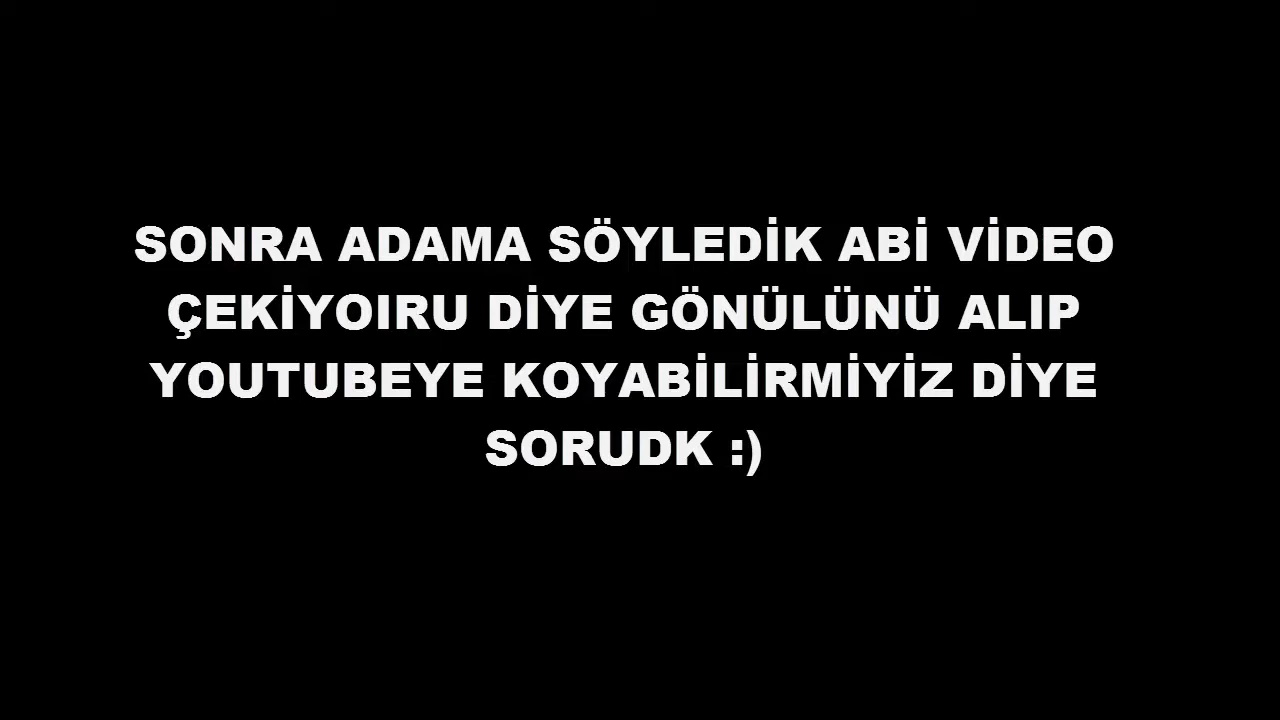 SONRA ADAMA SÖYLEDİK ABİ VİDEO
ÇEKİYOIRU DİYE GÖNÜLÜNÜ ALIP
YOUTUBEYE KOYABİLİRMİYİZ DİYE
SORUDK :)